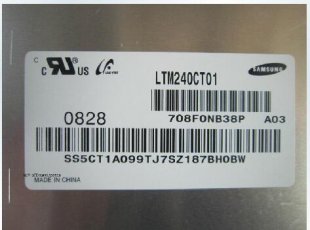 C US LTM240CT01 SAMSUNG
0828 708F0NB38P A03
SS5CT1A099TJ7SZ187BH0BW
MADE IN CHINA